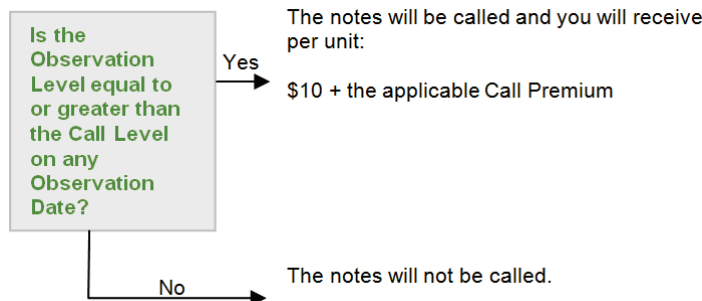 Is the
Observation
Level equal to
or greater than
the Call Level
on any
Observation
Date?
Yes
The notes will be called and you will receive
per unit:
$10 + the applicable Call Premium
No
The notes will not be called.